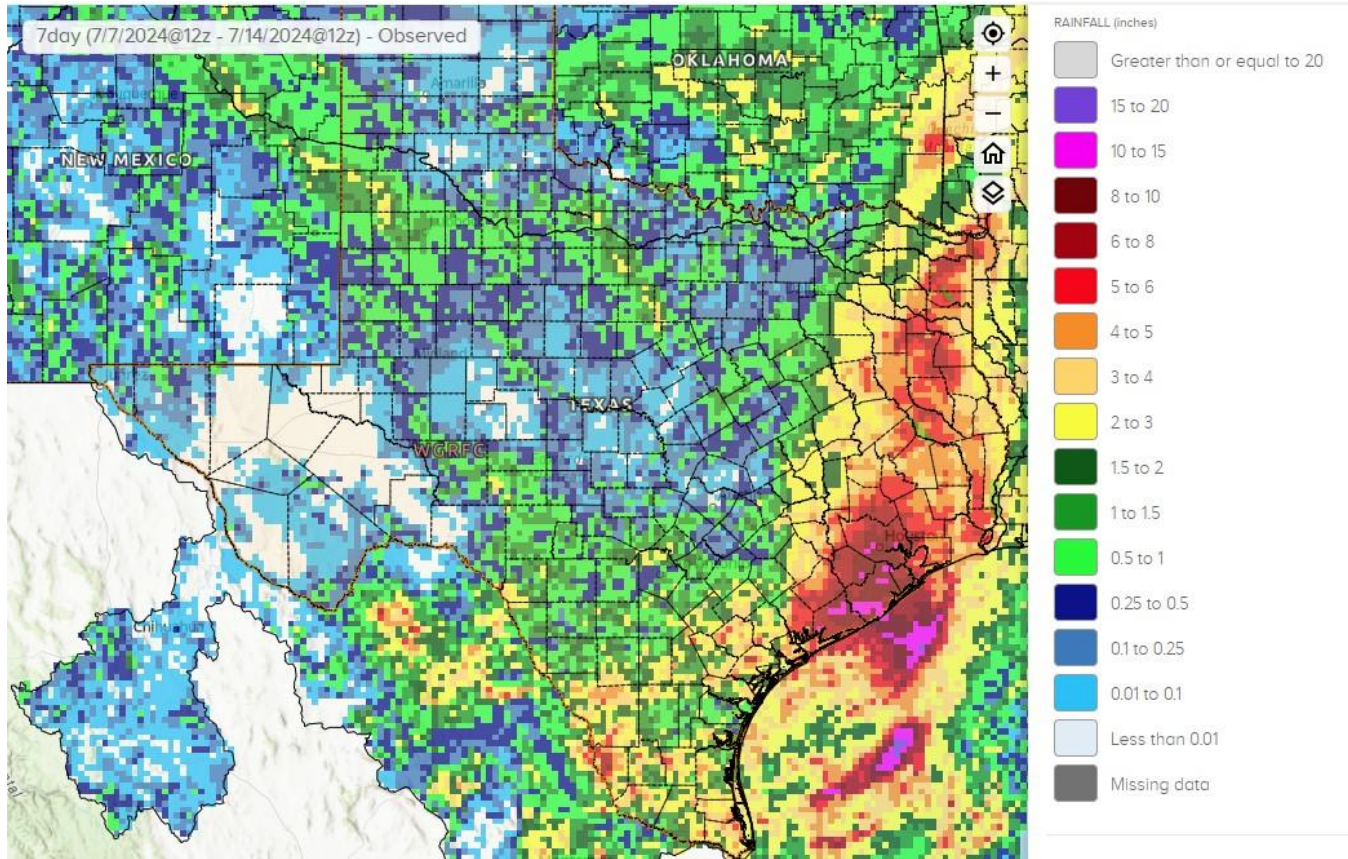 7day (7/7/2024@12z - 7/14/2024@12z) - Observed
OKLAHOMA
Amarillo
NEW MEXICO
TEXAS
WGRFC
Houston
Chihuahua
RAINFALL (inches)
Greater than or equal to 20
15 to 20
10 to 15
8 to 10
6 to 8
5 to 6
4 to 5
3 to 4
2 to 3
1.5 to 2
1 to 1.5
0.5 to 1
0.25 to 0.5
0.1 to 0.25
0.01 to 0.1
Less than 0.01
Missing data